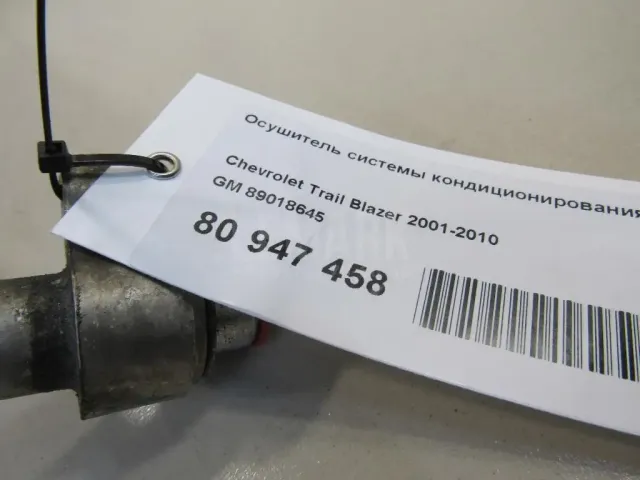 Осушитель системы кондиционирования
Chevrolet Trail Blazer 2001-2010
GM 89018645
80 947 458